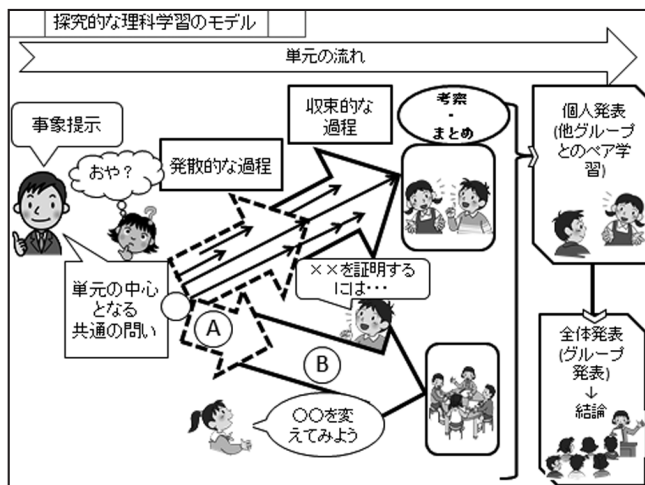 探究的な理科学習のモデル
単元の流れ
事象提示
おや？
発散的な過程
収束的な
過程
考察
・
まとめ
個人発表
(他グループ
とのペア学
習)
単元の中心
となる
共通の問い
A
××を証明する
には・・・
B
〇〇を変
えてみよう
全体発表
(グループ
発表)
↓
結論